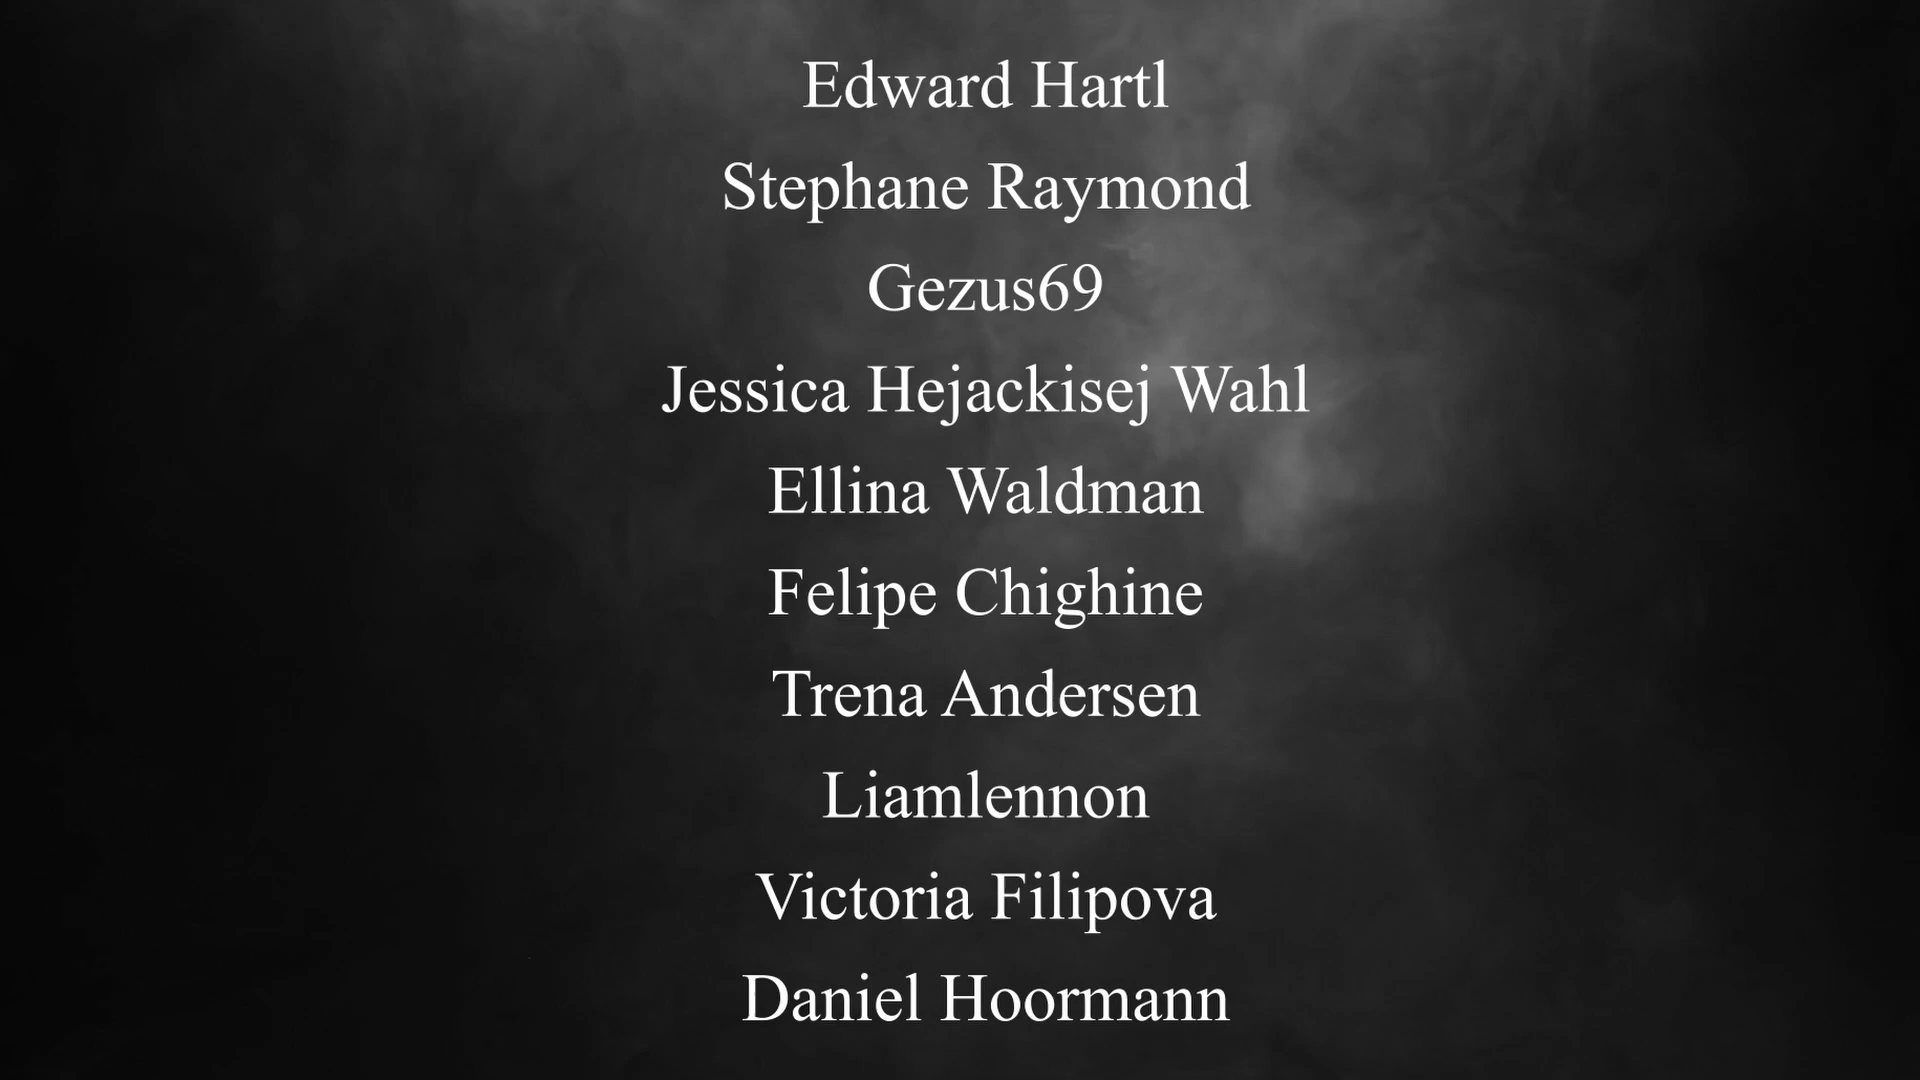 Edward Hartl
Stephane Raymond
Gezus69
Jessica Hejackisej Wahl
Ellina Waldman
Felipe Chighine
Trena Andersen
Liamlennon
Victoria Filipova
Daniel Hoormann